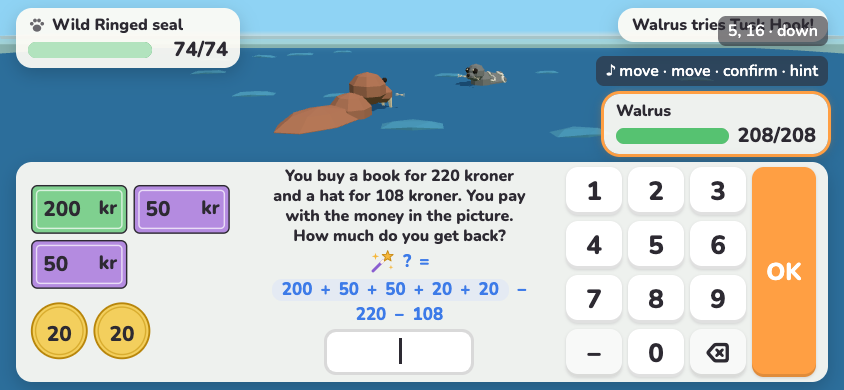 Wild Ringed seal
74/74
Walrus tries Tusk Hook!
5, 16 · down
♪ move · move · confirm · hint
Walrus
208/208
200 kr
50 kr
50 kr
20
20
You buy a book for 220 kroner
and a hat for 108 kroner. You pay
with the money in the picture.
How much do you get back?
? =
200 + 50 + 50 + 20 + 20 −
220 − 108
1 2 3
4 5 6
7 8 9
− 0
OK